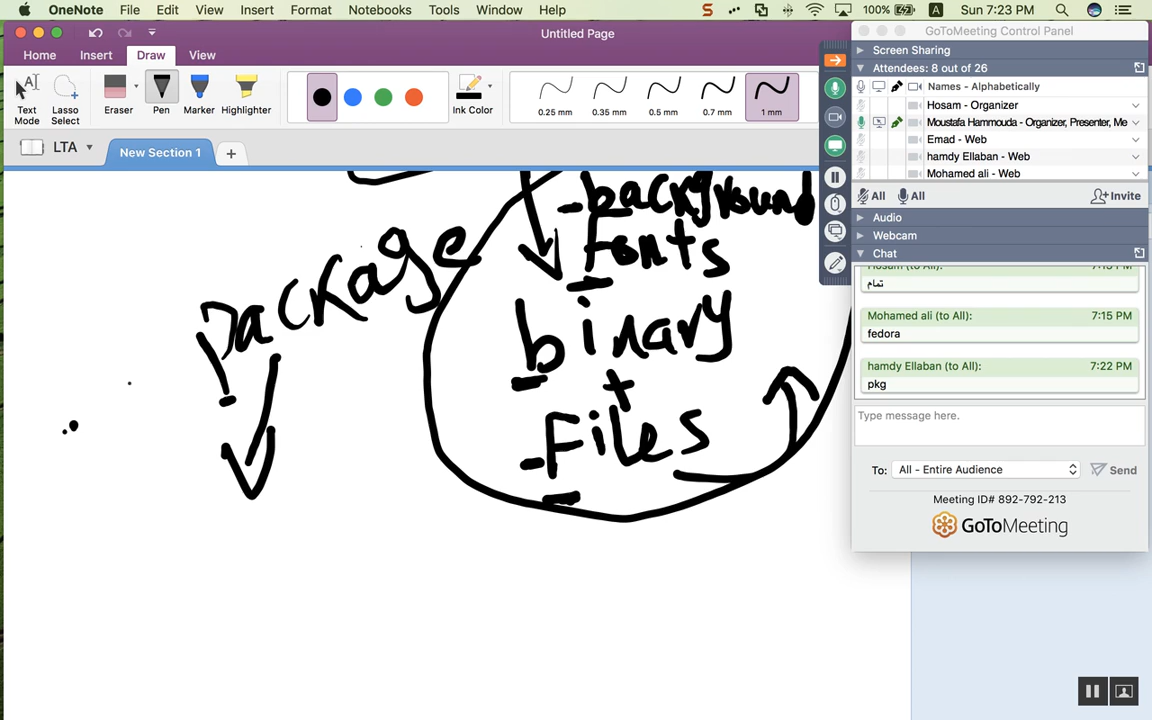 OneNote File Edit View Insert Format Notebooks Tools Window Help 100% A Sun 7:23 PM
Untitled Page
Home Insert Draw View
Text Mode
Lasso Select
Eraser
Pen
Marker
Highlighter
Ink Color
0.25 mm
0.35 mm
0.5 mm
0.7 mm
1 mm
LTA
New Section 1
background
fonts
binary
+
Files
package
GoToMeeting Control Panel
Screen Sharing
Attendees: 8 out of 26
Names - Alphabetically
Hosam - Organizer
Moustafa Hammouda - Organizer, Presenter, Me
Emad - Web
hamdy Ellaban - Web
Mohamed ali - Web
All All Invite
Audio
Webcam
Chat
تمام
Mohamed ali (to All): 7:15 PM
fedora
hamdy Ellaban (to All): 7:22 PM
pkg
Type message here.
To: All - Entire Audience Send
Meeting ID# 892-792-213
GoToMeeting